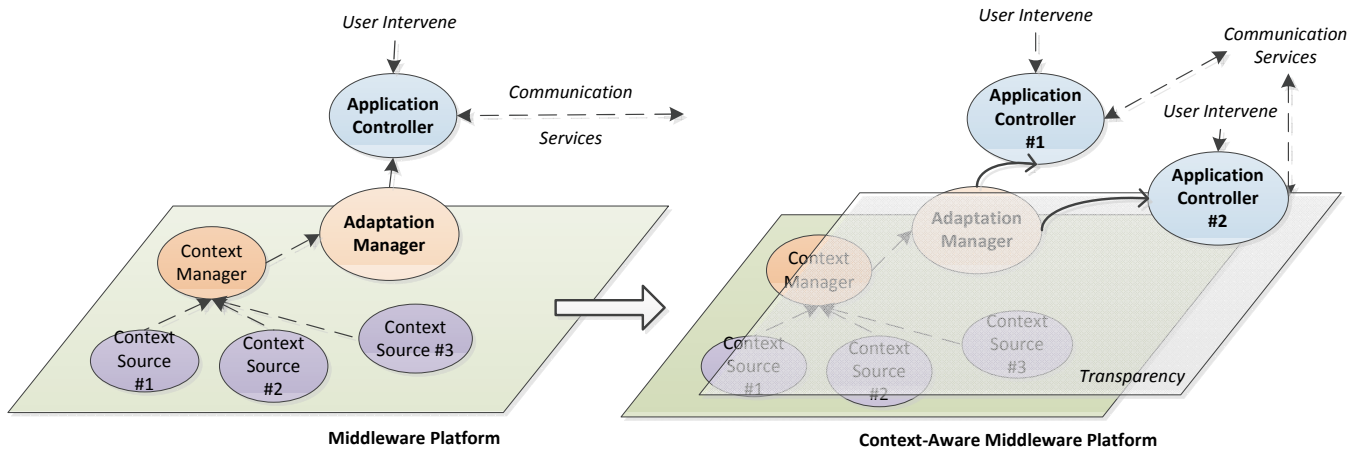 User Intervene
Application
Controller
Communication
Services
Adaptation
Manager
Context
Manager
Context
Source
#1
Context
Source
#2
Context
Source #3
Middleware Platform
User Intervene
Communication
Services
Application
Controller
#1
User Intervene
Application
Controller
#2
Adaptation
Manager
Context
Manager
Context
Source
#1
Context
Source
#2
Context
Source
#3
Transparency
Context-Aware Middleware Platform